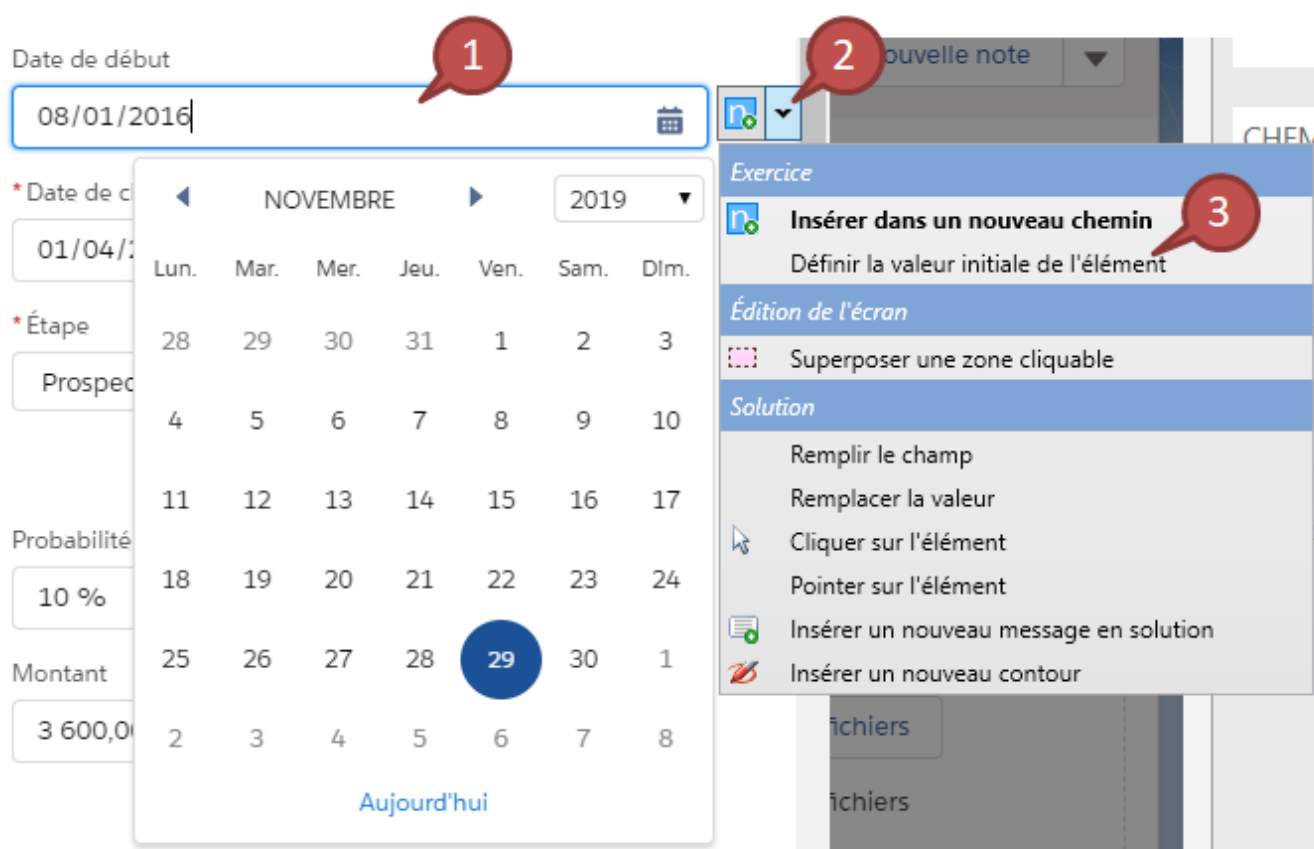 Date de début
1
08/01/2016
* Date de c
01/04/2
* Étape
Prospec
Probabilité
10 %
Montant
3 600,00
NOVEMBRE 2019
Lun. Mar. Mer. Jeu. Ven. Sam. DIm.
28 29 30 31 1 2 3
4 5 6 7 8 9 10
11 12 13 14 15 16 17
18 19 20 21 22 23 24
25 26 27 28 29 30 1
2 3 4 5 6 7 8
Aujourd'hui
2
ouvelle note
CHEM
Exercice
Insérer dans un nouveau chemin
3
Définir la valeur initiale de l'élément
Édition de l'écran
Superposer une zone cliquable
Solution
Remplir le champ
Remplacer la valeur
Cliquer sur l'élément
Pointer sur l'élément
Insérer un nouveau message en solution
Insérer un nouveau contour
fichiers
fichiers